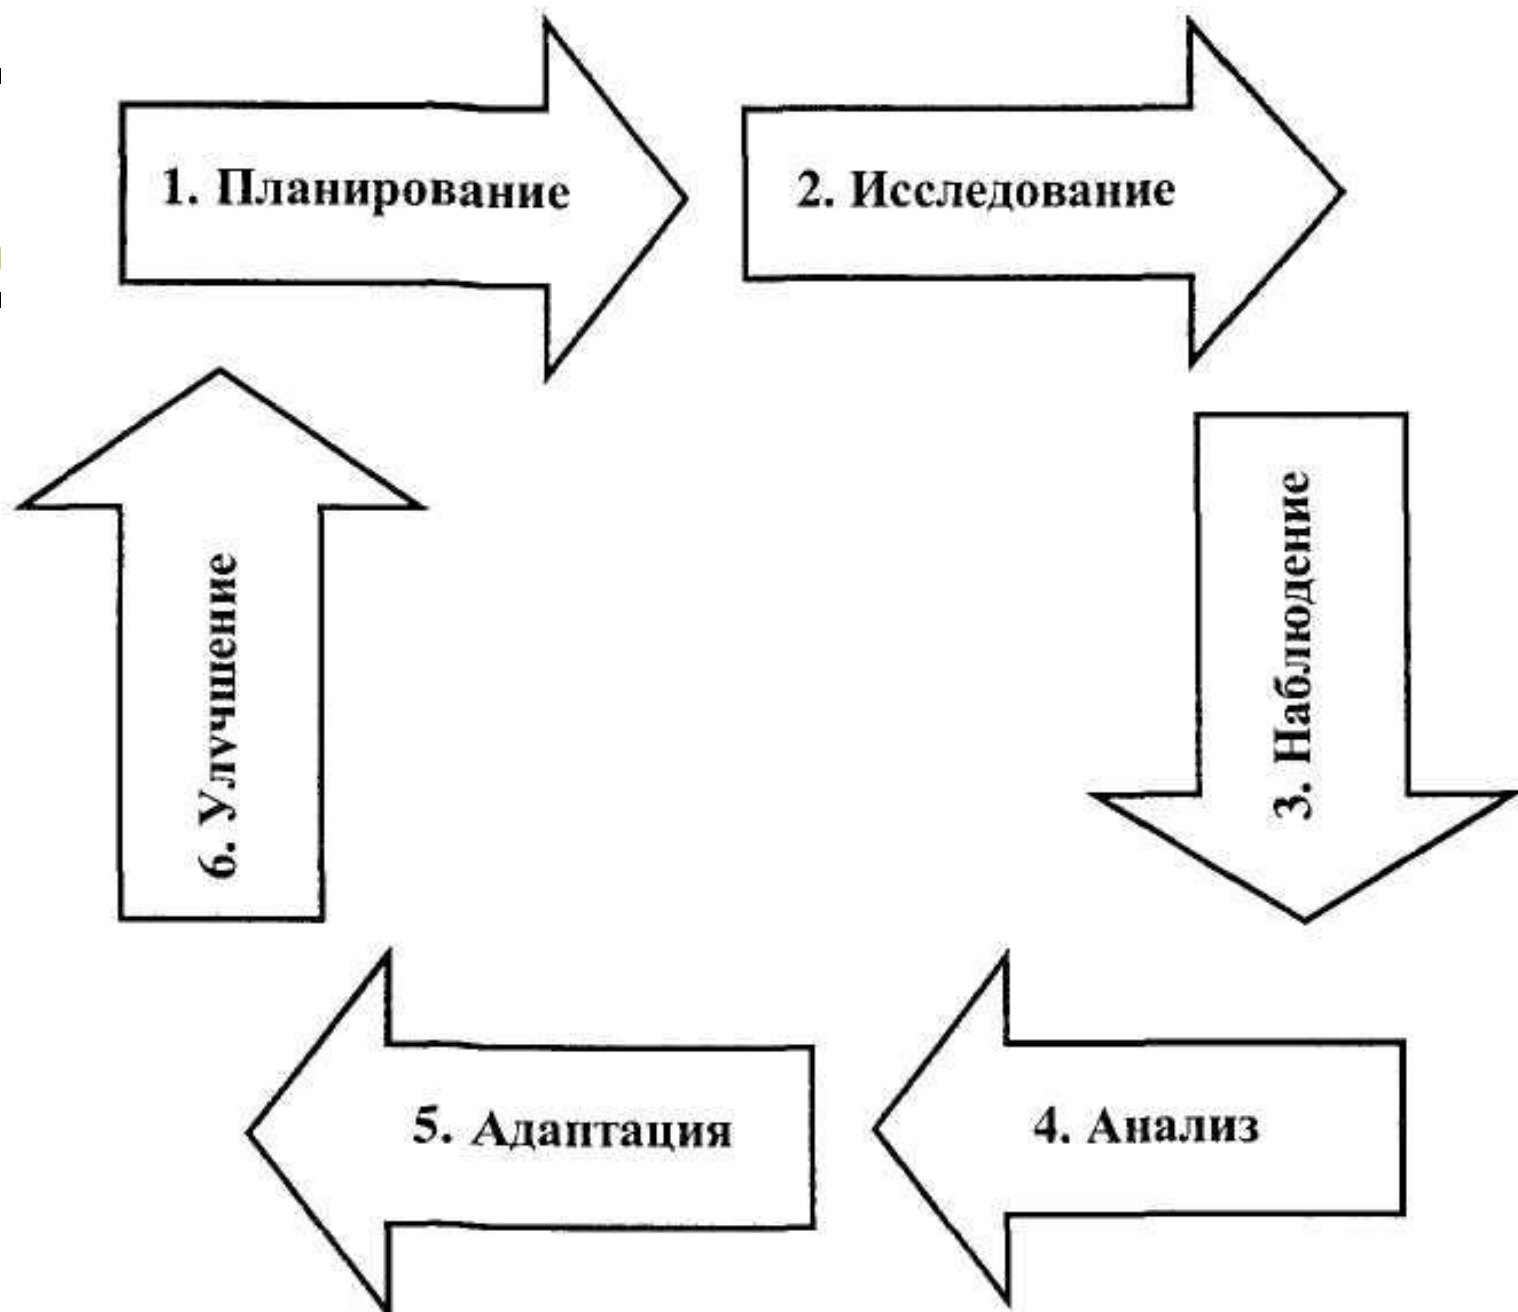 1. Планирование
2. Исследование
3. Наблюдение
4. Анализ
5. Адаптация
6. Улучшение